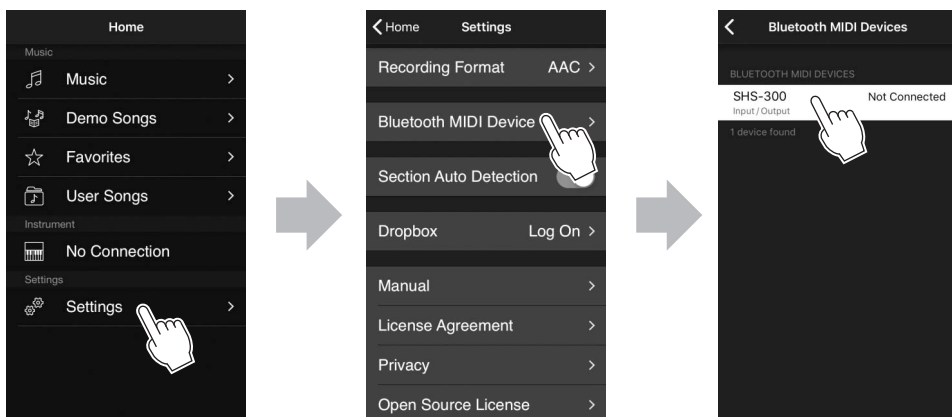 Home
Music
Music
Demo Songs
Favorites
User Songs
Instrument
No Connection
Settings
Settings
Home Settings
Recording Format AAC
Bluetooth MIDI Device
Section Auto Detection
Dropbox Log On
Manual
License Agreement
Privacy
Open Source License
Bluetooth MIDI Devices
BLUETOOTH MIDI DEVICES
SHS-300 Not Connected
Input / Output
1 device found